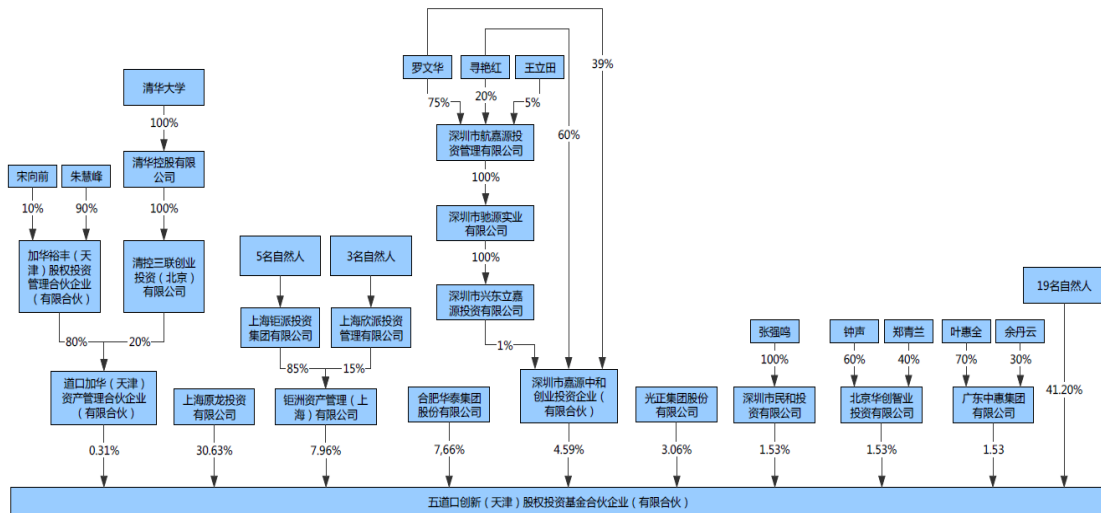 罗文华
寻艳红
王立田
39%
清华大学
75%
20%
5%
100%
60%
深圳市航嘉源投
资管理有限公司
宋向前
朱慧峰
清华控股有限
公司
100%
10%
90%
100%
深圳市驰源实业
有限公司
加华裕丰（天
津）股权投资
管理合伙企业
（有限合伙）
清控三联创业
投资（北京）
有限公司
5名自然人
3名自然人
100%
19名自然人
深圳市兴东立嘉
源投资有限公司
上海钜派投资
集团有限公司
上海欣派投资
管理有限公司
张强鸣
钟声
郑青兰
叶惠全
余丹云
80%
20%
1%
100%
60%
40%
70%
30%
85%
15%
道口加华（天津）
资产管理合伙企业
（有限合伙）
上海原龙投资
有限公司
钜洲资产管理（上
海）有限公司
合肥华泰集团
股份有限公司
深圳市嘉源中和
创业投资企业
（有限合伙）
光正集团股份
有限公司
深圳市民和投
资有限公司
北京华创智业
投资有限公司
广东中惠集团有
限公司
41.20%
0.31%
30.63%
7.96%
7,66%
4.59%
3.06%
1.53%
1.53%
1.53
五道口创新（天津）股权投资基金合伙企业（有限合伙）